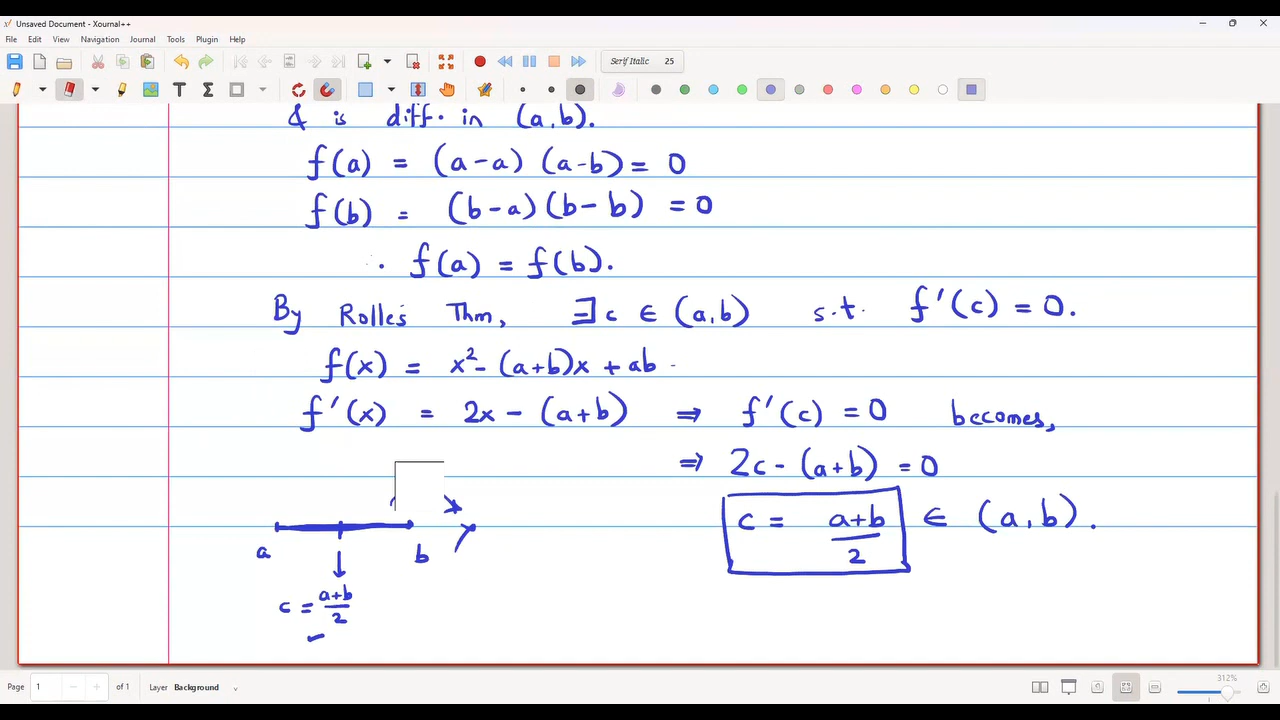 Unsaved Document - Xournal++
File Edit View Navigation Journal Tools Plugin Help
Serif Italic 25
& is diff. in (a,b).
f(a) = (a-a) (a-b) = 0
f(b) = (b-a) (b-b) = 0
. f(a) = f(b).
By Rolle's Thm, ∃ c ∈ (a,b) s.t. f'(c) = 0.
f(x) = x² - (a+b)x + ab
f'(x) = 2x - (a+b) ⇒ f'(c) = 0 becomes,
⇒ 2c - (a+b) = 0
c = a+b/2 ∈ (a,b).
a b
c = a+b/2
Page 1 of 1 Layer Background 312%